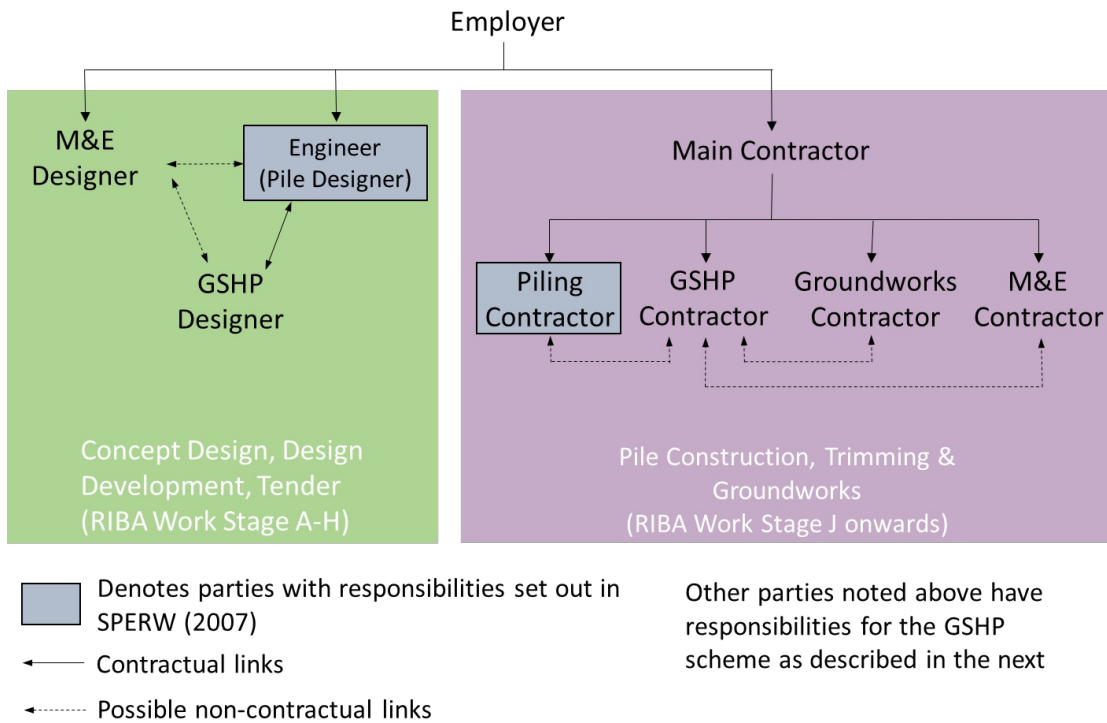 Employer
M&E
Designer
Engineer
(Pile Designer)
GSHP
Designer
Concept Design, Design
Development, Tender
(RIBA Work Stage A-H)
Main Contractor
Piling
Contractor
GSHP
Contractor
Groundworks
Contractor
M&E
Contractor
Pile Construction, Trimming &
Groundworks
(RIBA Work Stage J onwards)
Denotes parties with responsibilities set out in
SPERW (2007)
Contractual links
Possible non-contractual links
Other parties noted above have
responsibilities for the GSHP
scheme as described in the next